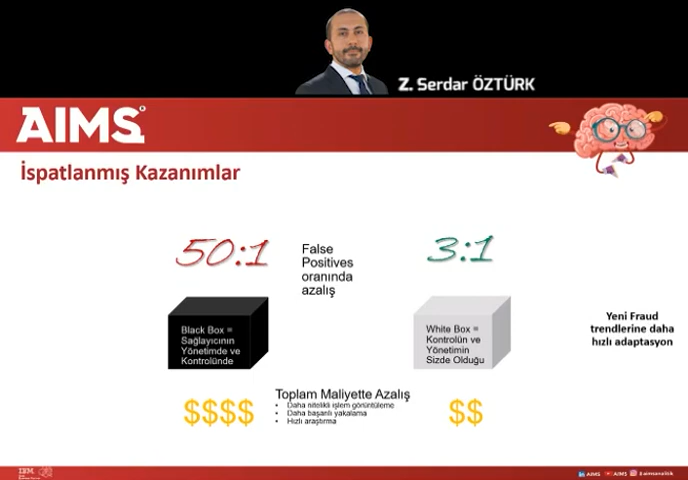 Z. Serdar ÖZTÜRK
AIMS
İspatlanmış Kazanımlar
50:1
False
Positives
oranında
azalış
3:1
Black Box =
Sağlayıcının
Yönetimde ve
Kontrolünde
White Box =
Kontrolün ve
Yönetimin
Sizde Olduğu
Yeni Fraud
trendlerine daha
hızlı adaptasyon
$$$$
Toplam Maliyette Azalış
• Daha nitelikli işlem görüntüleme
• Daha başarılı yakalama
• Hızlı araştırma
$$
IBM
AIMS
AIMS
@aimsanalitik